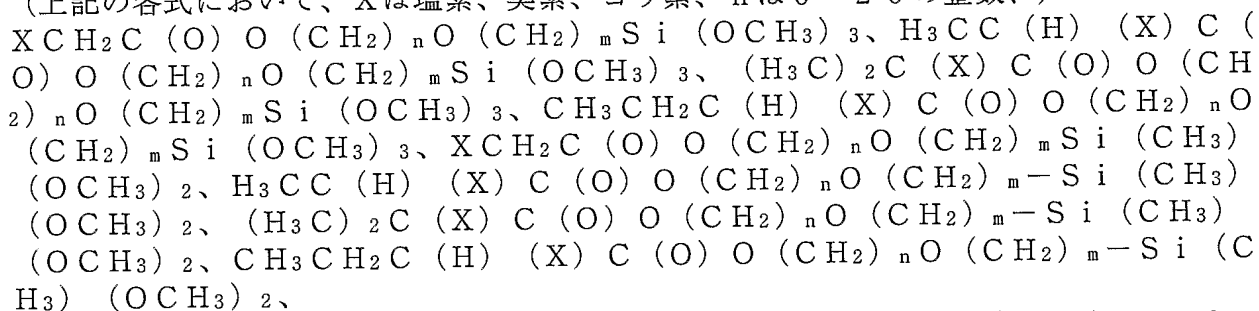 （上記の各式において、Xは塩素、臭素、ヨウ素、nは0～20の整数、）
XCH₂C（O）O（CH₂）ₙO（CH₂）ₘSi（OCH₃）₃、H₃CC（H）（X）C（
O）O（CH₂）ₙO（CH₂）ₘSi（OCH₃）₃、（H₃C）₂C（X）C（O）O（CH
₂）ₙO（CH₂）ₘSi（OCH₃）₃、CH₃CH₂C（H）（X）C（O）O（CH₂）ₙO
（CH₂）ₘSi（OCH₃）₃、XCH₂C（O）O（CH₂）ₙO（CH₂）ₘSi（CH₃）
（OCH₃）₂、H₃CC（H）（X）C（O）O（CH₂）ₙO（CH₂）ₘ－Si（CH₃）
（OCH₃）₂、（H₃C）₂C（X）C（O）O（CH₂）ₙO（CH₂）ₘ－Si（CH₃）
（OCH₃）₂、CH₃CH₂C（H）（X）C（O）O（CH₂）ₙO（CH₂）ₘ－Si（C
H₃）（OCH₃）₂、